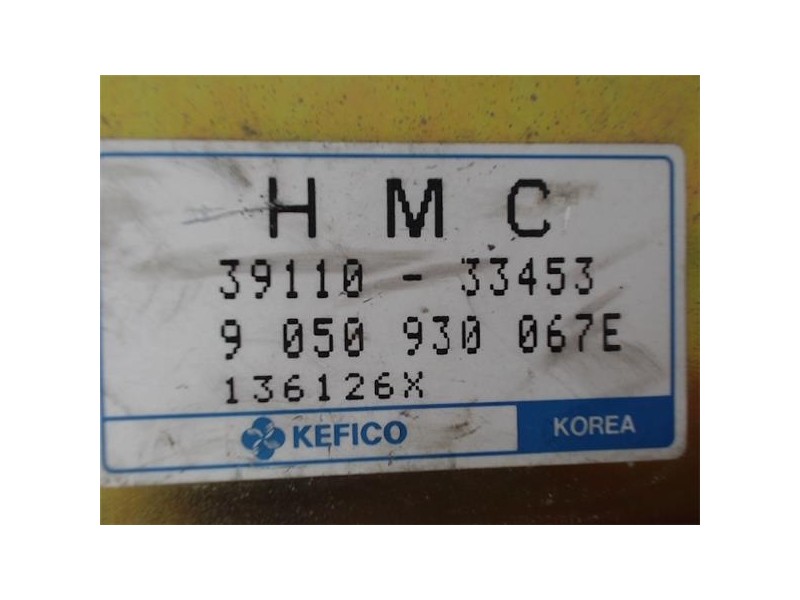 H M C
39110 - 33453
9 050 930 067E
136126X
KEFICO
KOREA